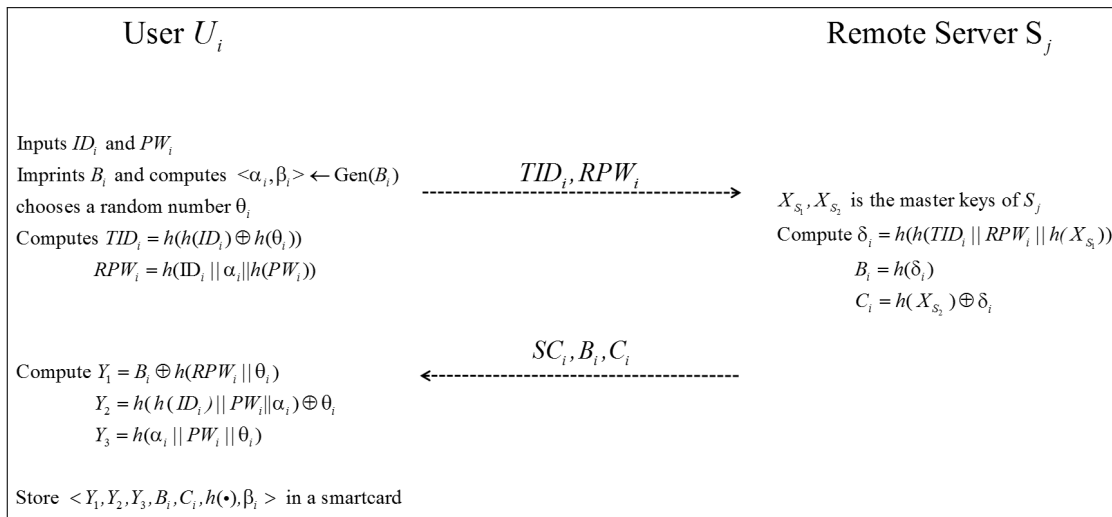 User U_i
Remote Server S_j
Inputs ID_i and PW_i
Imprints B_i and computes <α_i,β_i> ← Gen(B_i)
chooses a random number θ_i
Computes TID_i = h(h(ID_i) ⊕ h(θ_i))
RPW_i = h(ID_i || α_i || h(PW_i))
TID_i, RPW_i
X_{S_1}, X_{S_2} is the master keys of S_j
Compute δ_i = h(h(TID_i || RPW_i || h(X_{S_1}))
B_i = h(δ_i)
C_i = h(X_{S_2}) ⊕ δ_i
SC_i, B_i, C_i
Compute Y_1 = B_i ⊕ h(RPW_i || θ_i)
Y_2 = h(h(ID_i) || PW_i || α_i) ⊕ θ_i
Y_3 = h(α_i || PW_i || θ_i)
Store <Y_1, Y_2, Y_3, B_i, C_i, h(•), β_i> in a smartcard